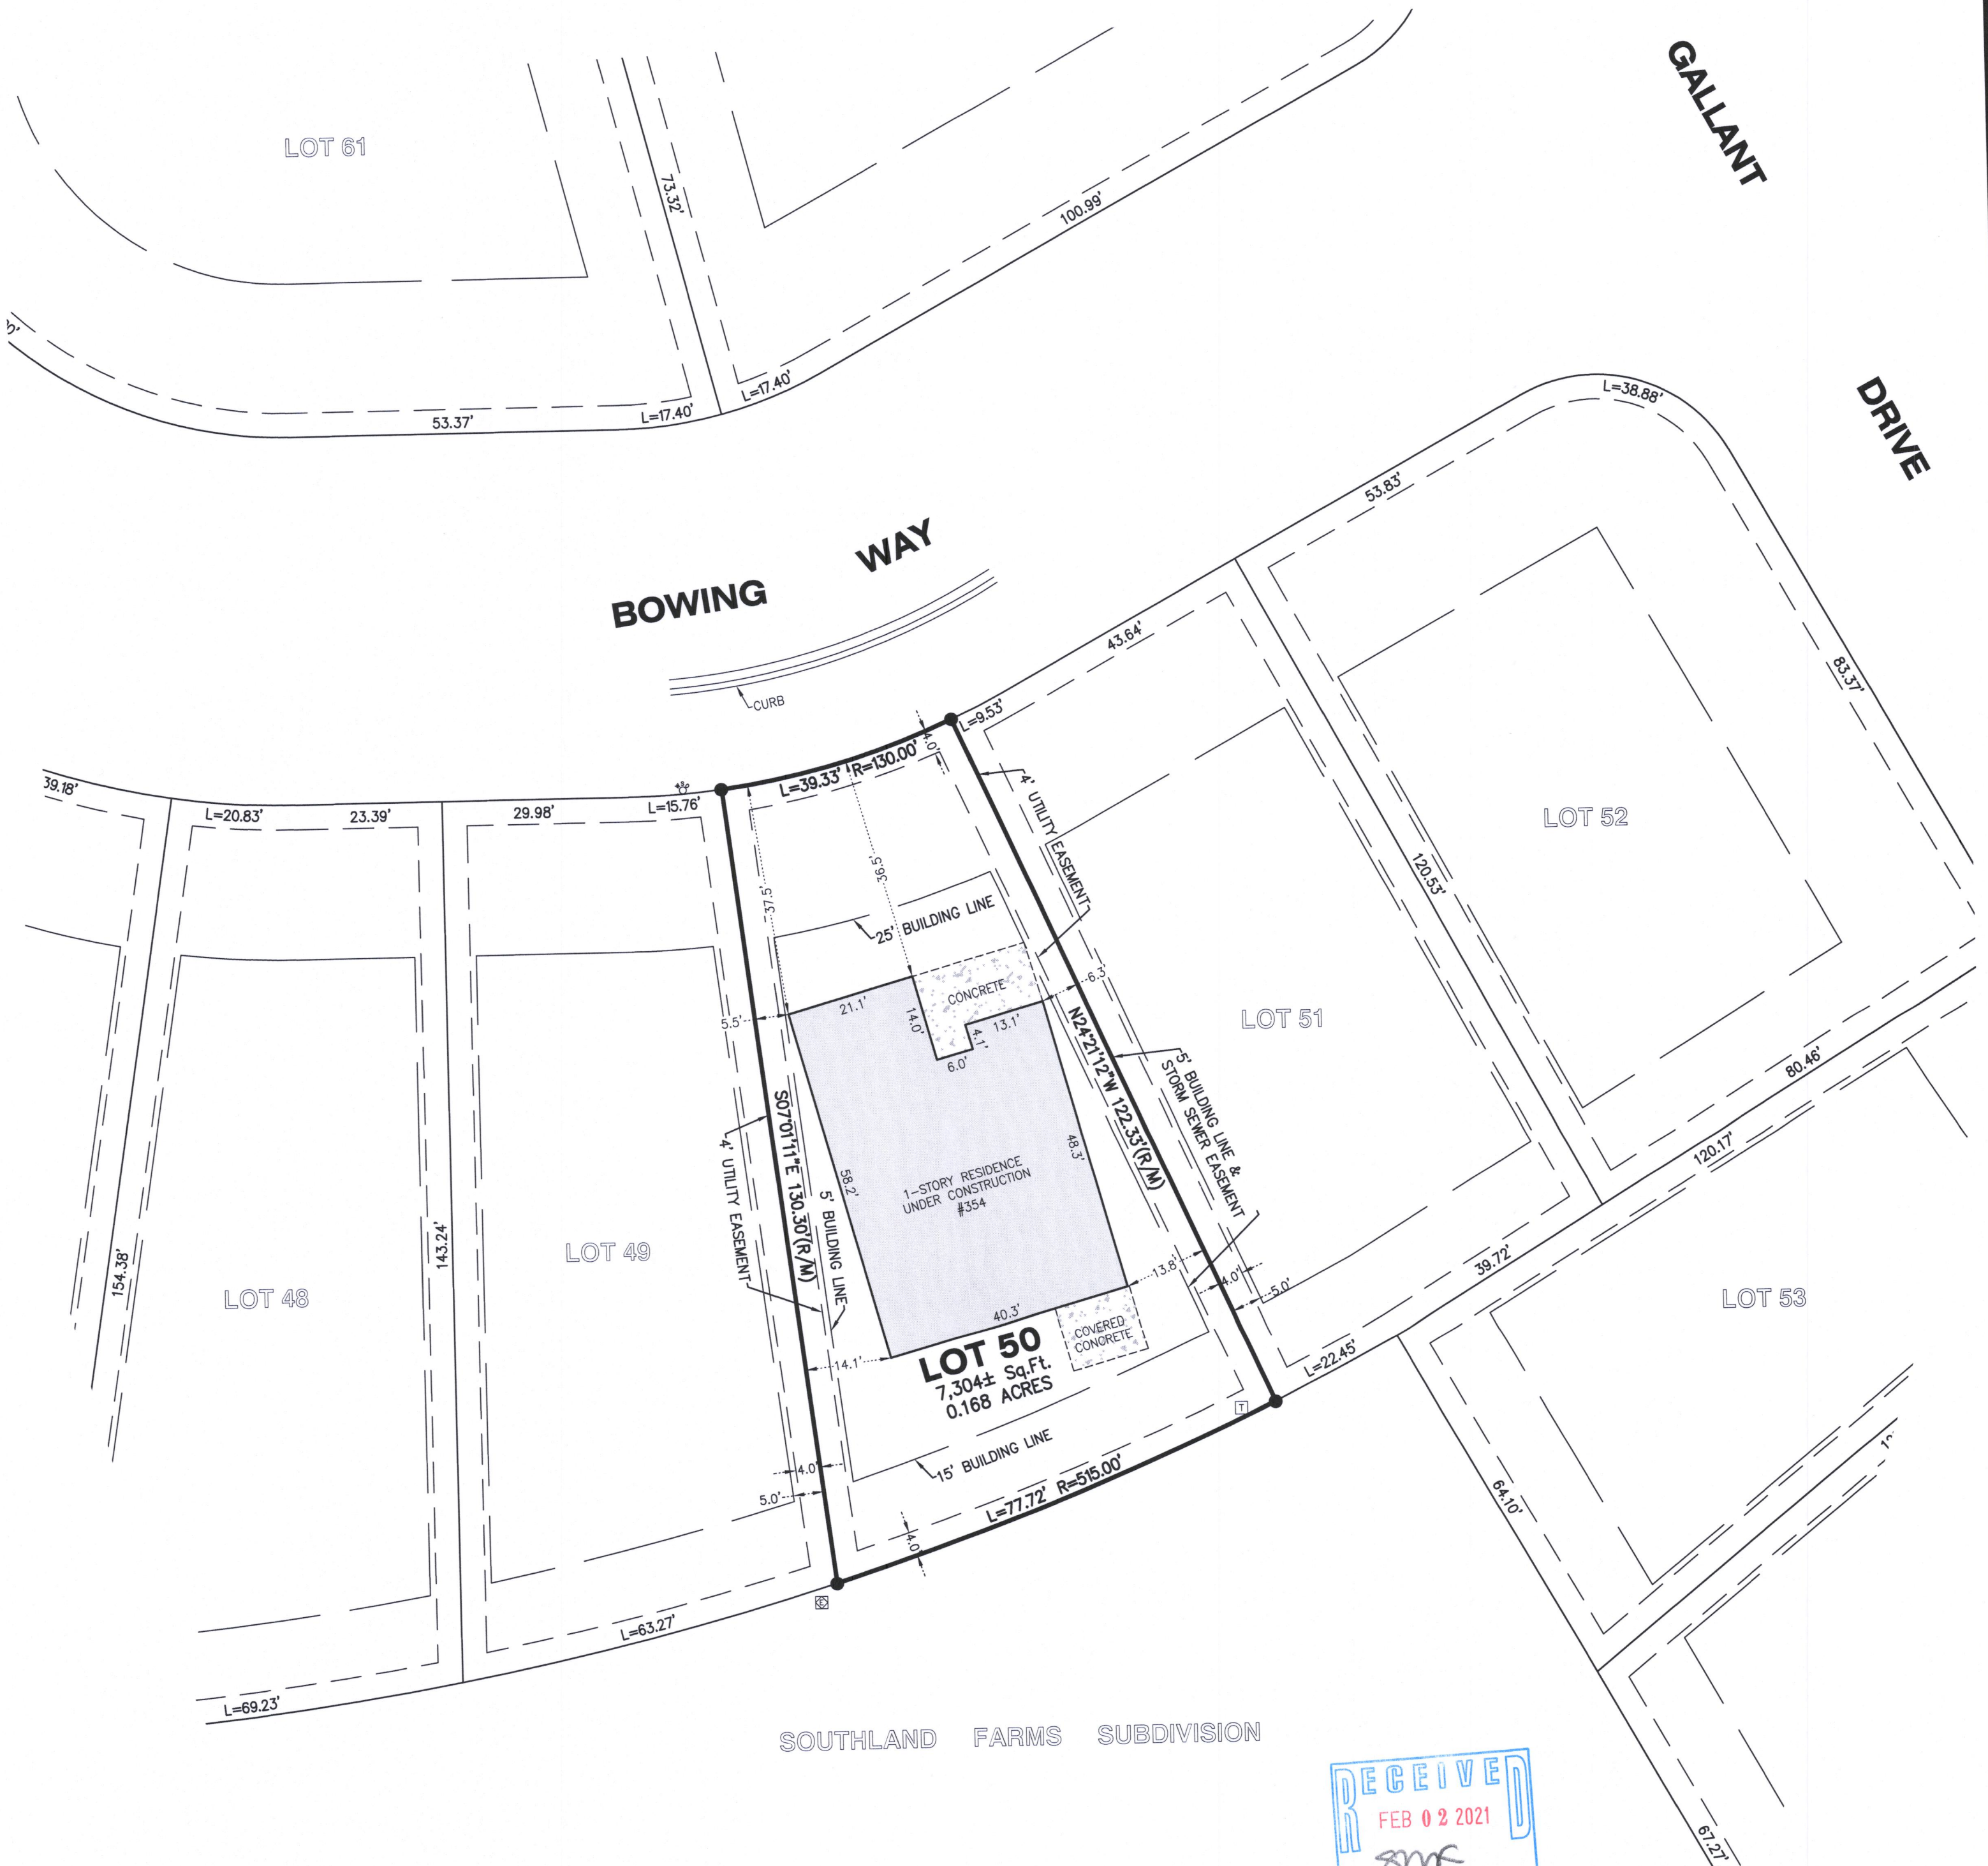 GALLANT
DRIVE
LOT 61
73.32'
100.99'
53.37'
L=17.40'
L=17.40'
L=38.88'
53.83'
BOWING WAY
CURB
43.64'
83.37'
L=9.53'
4.0'
L=39.33' R=130.00'
39.18'
L=20.83'
23.39'
29.98'
L=15.76'
4' UTILITY EASEMENT
LOT 52
120.53'
37.5'
36.5'
25' BUILDING LINE
CONCRETE
6.3'
LOT 51
21.1'
14.0'
13.1'
4.1'
6.0'
5.5'
N24°21'12"W 122.33'(R/M)
5' BUILDING LINE &
STORM SEWER EASEMENT
80.46'
120.17'
S07°01'11"E 130.30'(R/M)
4' UTILITY EASEMENT
5' BUILDING LINE
58.2'
48.3'
1-STORY RESIDENCE
UNDER CONSTRUCTION
#354
143.24'
154.38'
LOT 49
LOT 48
39.72'
LOT 53
13.8'
4.0'
5.0'
40.3'
COVERED
CONCRETE
14.1'
LOT 50
7,304± Sq.Ft.
0.168 ACRES
L=22.45'
T
15' BUILDING LINE
4.0'
5.0'
L=77.72' R=515.00'
4.0'
64.10'
L=63.27'
L=69.23'
SOUTHLAND FARMS SUBDIVISION
RECEIVED
FEB 02 2021
67.27'